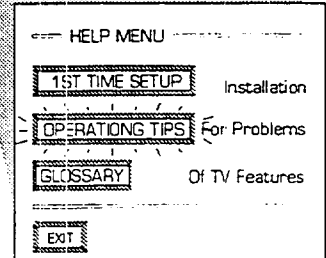 HELP MENU
1ST TIME SETUP Installation
OPERATIONG TIPS For Problems
GLOSSARY Of TV Features
EXIT